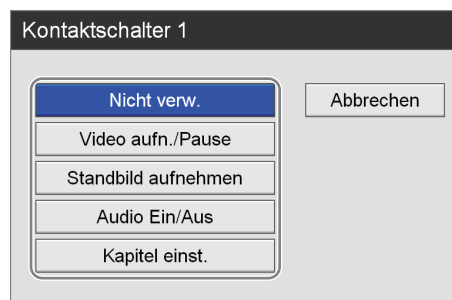 Kontaktschalter 1
Nicht verw.
Abbrechen
Video aufn./Pause
Standbild aufnehmen
Audio Ein/Aus
Kapitel einst.